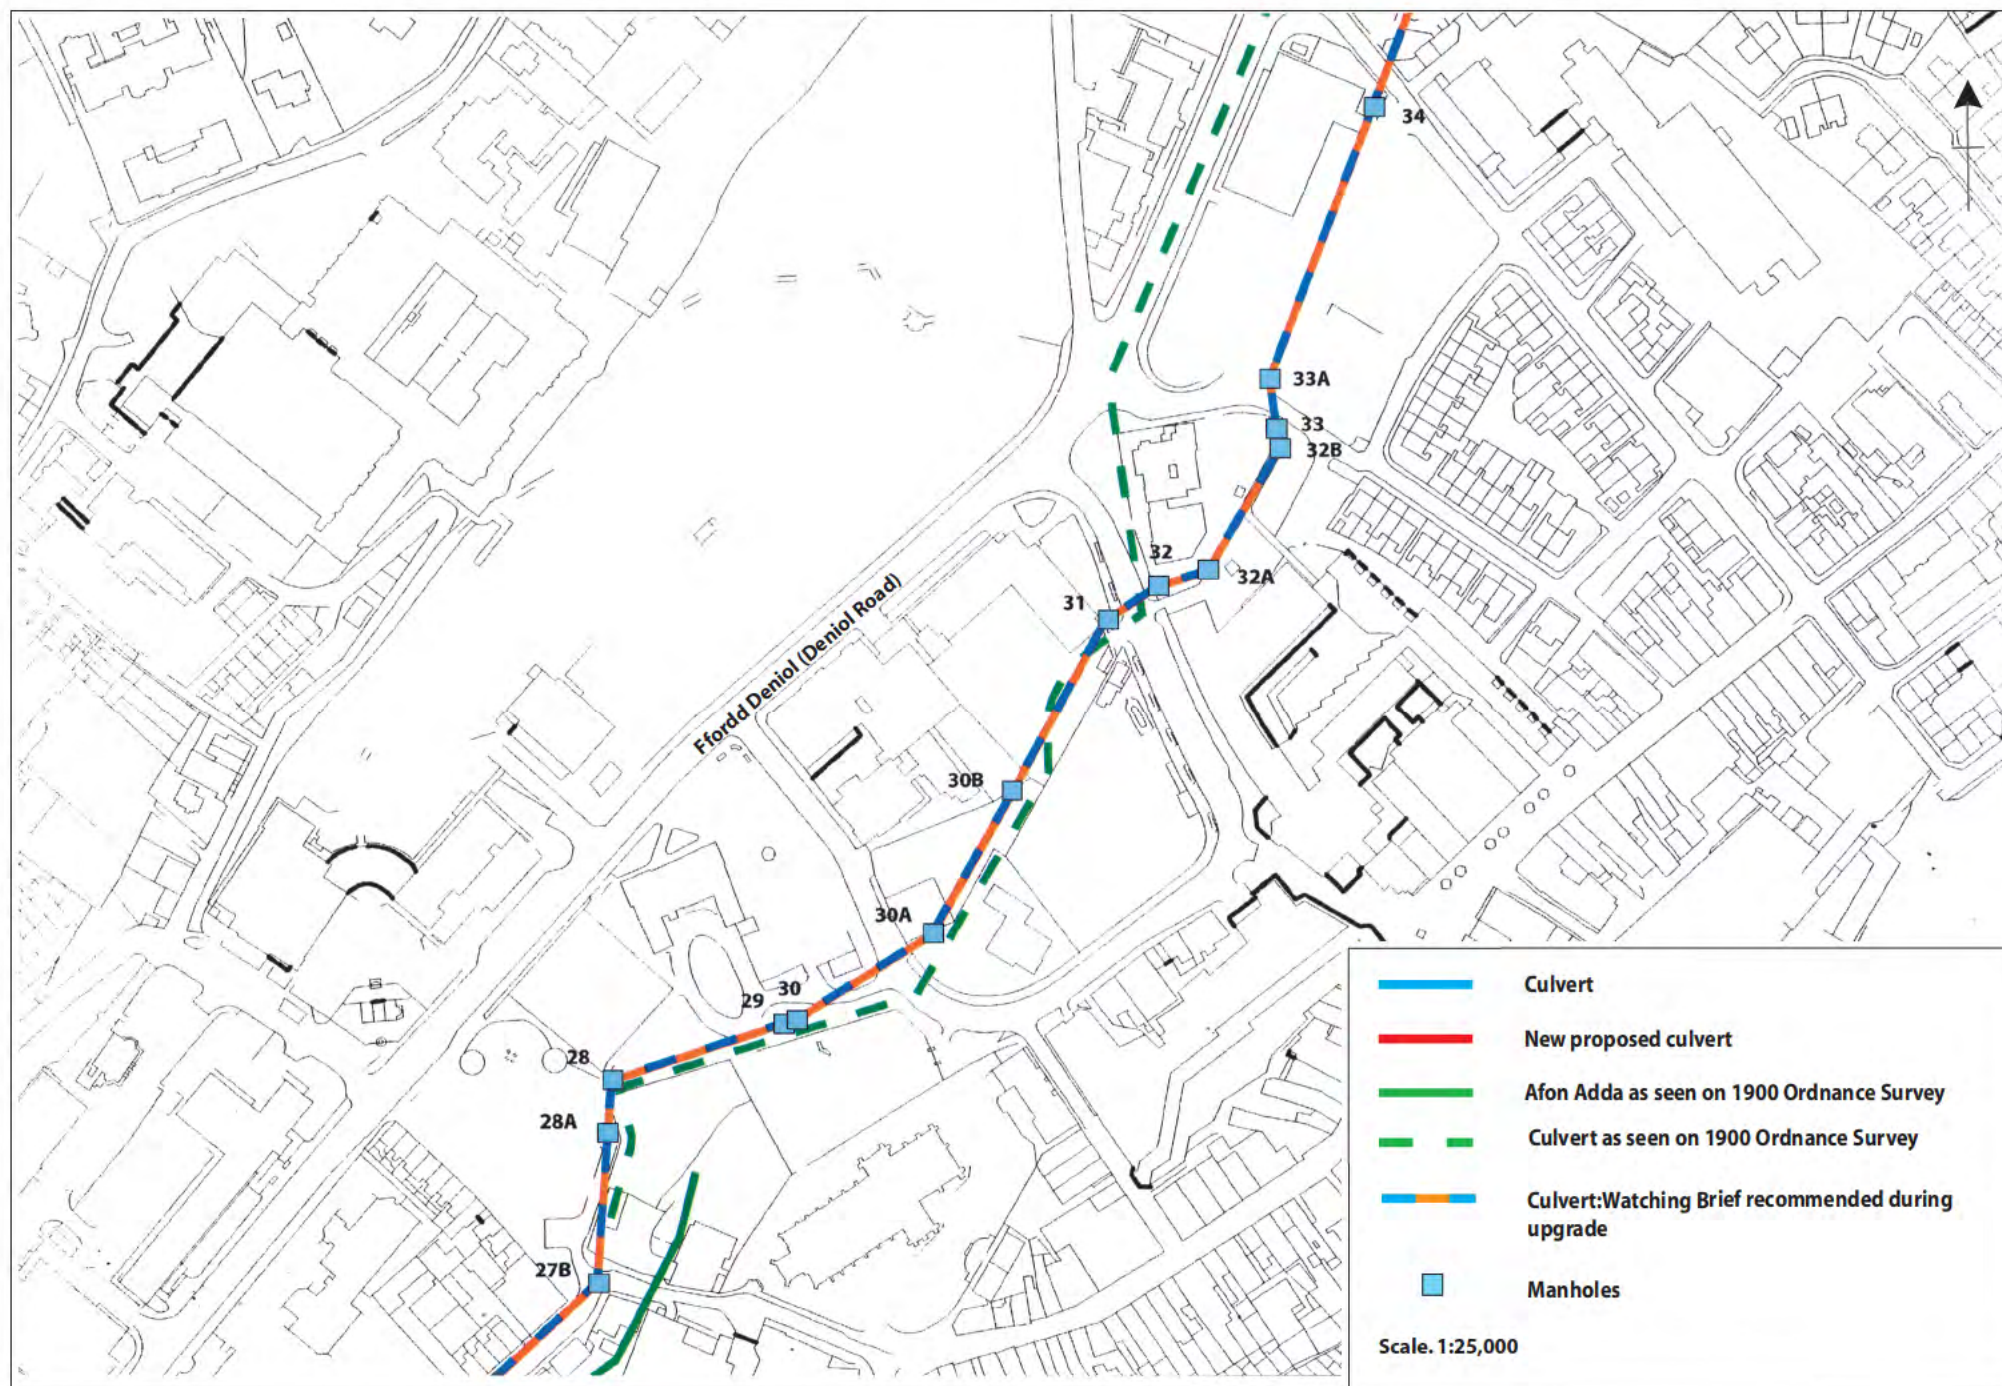 34
33A
33
32B
32
32A
31
Ffordd Deniol (Deniol Road)
30B
30A
30
29
28
28A
27B
Culvert
New proposed culvert
Afon Adda as seen on 1900 Ordnance Survey
Culvert as seen on 1900 Ordnance Survey
Culvert:Watching Brief recommended during
upgrade
Manholes
Scale. 1:25,000